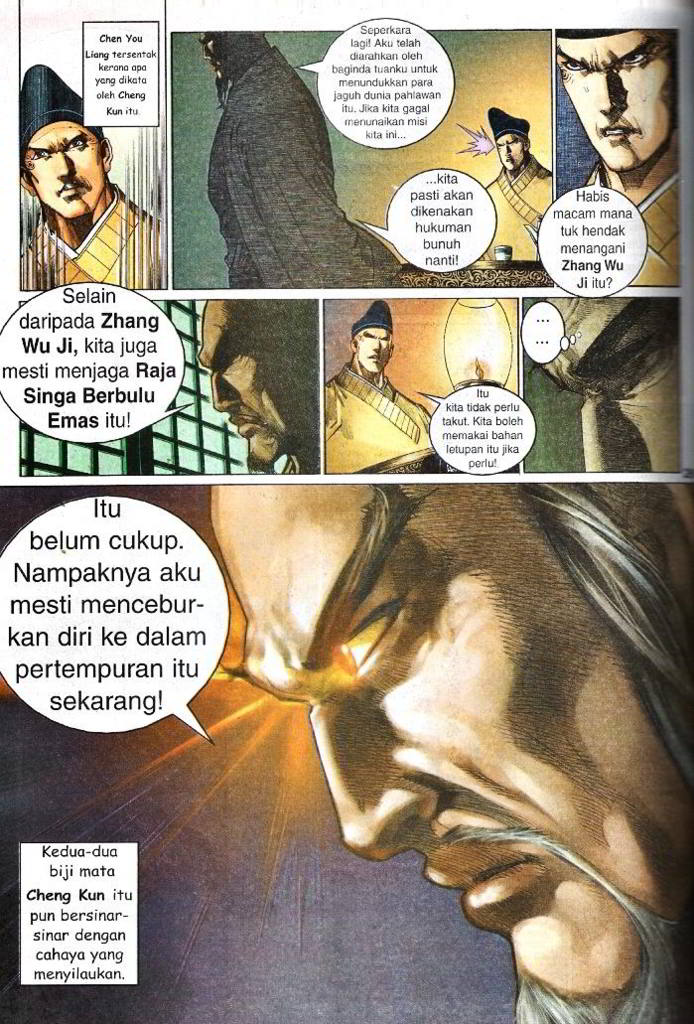 Chen You
Liang tersentak
kerana apa
yang dikata
oleh Cheng
Kun itu.
Seperkara
lagi! Aku telah
diarahkan oleh
baginda tuanku untuk
menundukkan para
jaguh dunia pahlawan
itu. Jika kita gagal
menunaikan misi
kita ini...
...kita
pasti akan
dikenakan
hukuman
bunuh
nanti!
Habis
macam mana
tuk hendak
menangani
Zhang Wu
Ji itu?
Selain
daripada Zhang
Wu Ji, kita juga
mesti menjaga Raja
Singa Berbulu
Emas itu!
Itu
kita tidak perlu
takut. Kita boleh
memakai bahan
letupan itu jika
perlu!
...
...
Itu
belum cukup.
Nampaknya aku
mesti mencebur-
kan diri ke dalam
pertempuran itu
sekarang!
Kedua-dua
biji mata
Cheng Kun itu
pun bersinar-
sinar dengan
cahaya yang
menyilaukan.